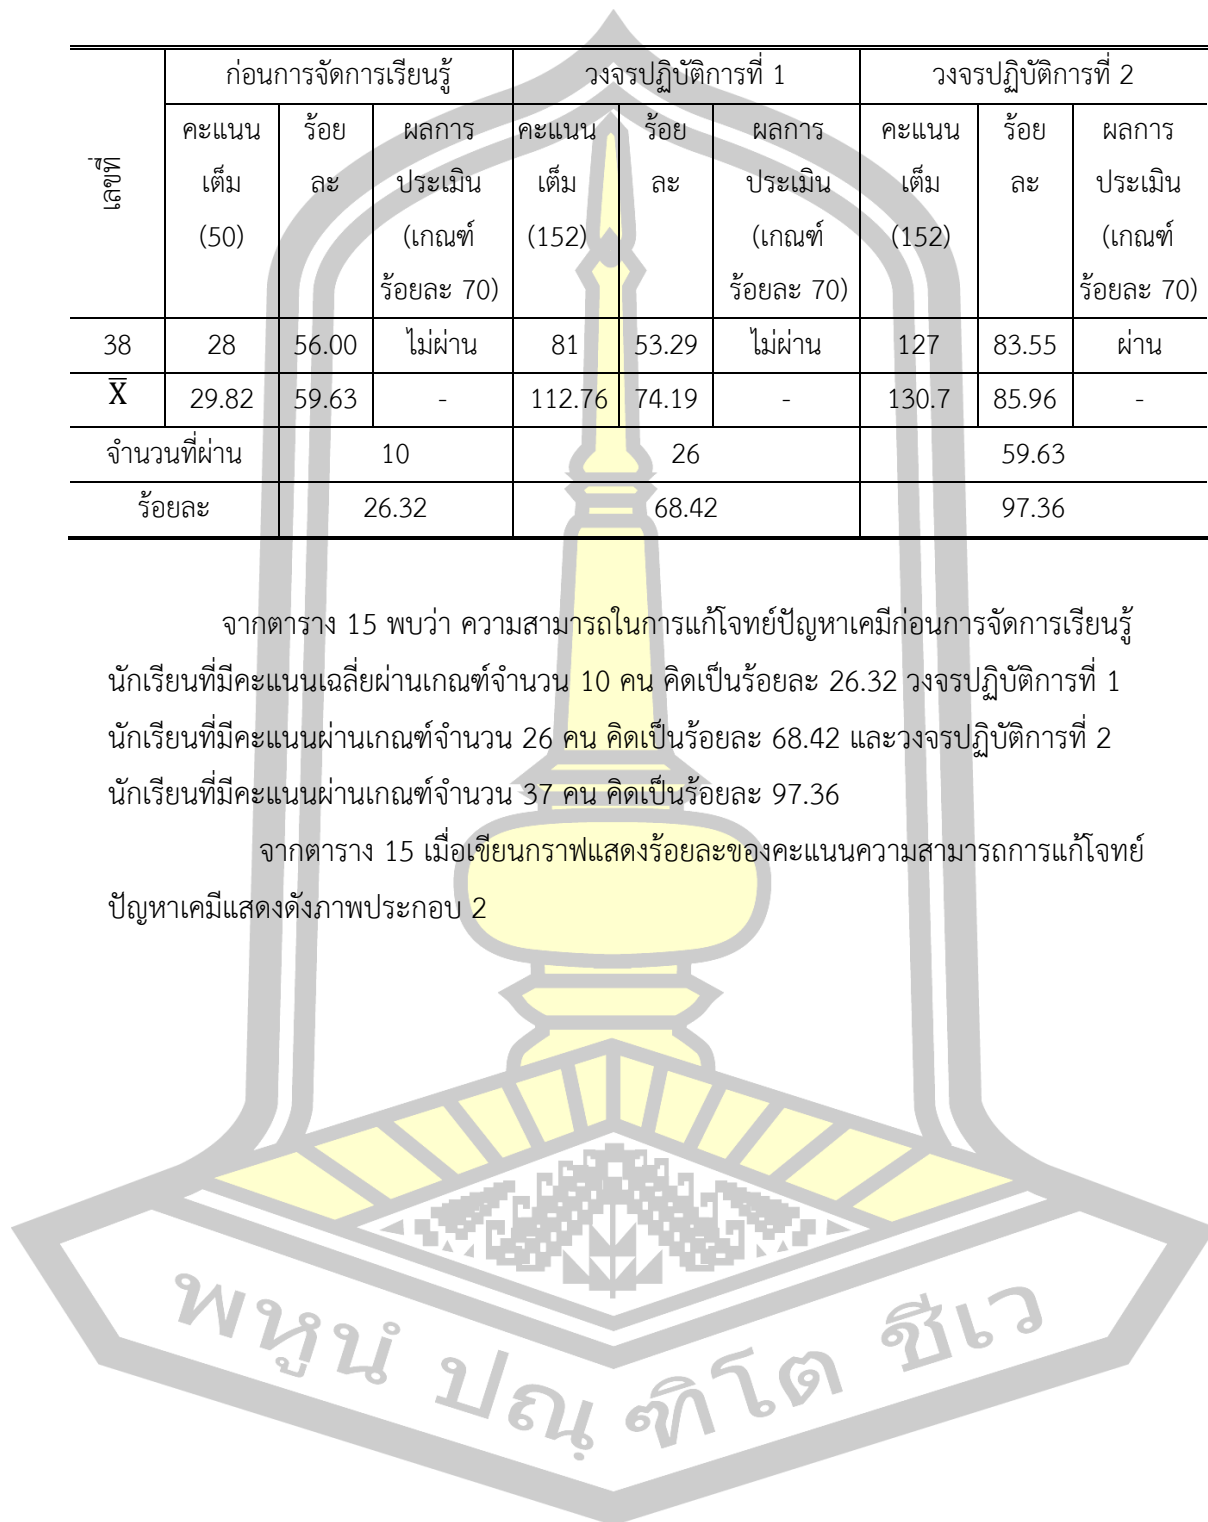 ก่อนการจัดการเรียนรู้ วงจรปฏิบัติการที่ 1 วงจรปฏิบัติการที่ 2
เลขที่
คะแนน ร้อย ผลการ คะแนน ร้อย ผลการ คะแนน ร้อย ผลการ
เต็ม ละ ประเมิน เต็ม ละ ประเมิน เต็ม ละ ประเมิน
(50) (เกณฑ์ (152) (เกณฑ์ (152) (เกณฑ์
ร้อยละ 70) ร้อยละ 70) ร้อยละ 70)
38 28 56.00 ไม่ผ่าน 81 53.29 ไม่ผ่าน 127 83.55 ผ่าน
X̅ 29.82 59.63 - 112.76 74.19 - 130.7 85.96 -
จำนวนที่ผ่าน 10 26 59.63
ร้อยละ 26.32 68.42 97.36
จากตาราง 15 พบว่า ความสามารถในการแก้โจทย์ปัญหาเคมีก่อนการจัดการเรียนรู้
นักเรียนที่มีคะแนนเฉลี่ยผ่านเกณฑ์จำนวน 10 คน คิดเป็นร้อยละ 26.32 วงจรปฏิบัติการที่ 1
นักเรียนที่มีคะแนนผ่านเกณฑ์จำนวน 26 คน คิดเป็นร้อยละ 68.42 และวงจรปฏิบัติการที่ 2
นักเรียนที่มีคะแนนผ่านเกณฑ์จำนวน 37 คน คิดเป็นร้อยละ 97.36
จากตาราง 15 เมื่อเขียนกราฟแสดงร้อยละของคะแนนความสามารถการแก้โจทย์
ปัญหาเคมีแสดงดังภาพประกอบ 2
พหูนํ ปณฺฑิโต ชีเว